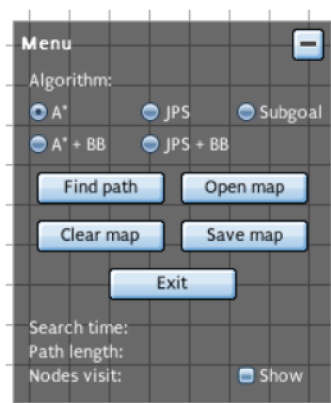 Menu
Algorithm:
A* JPS Subgoal
A* + BB JPS + BB
Find path Open map
Clear map Save map
Exit
Search time:
Path length:
Nodes visit: Show